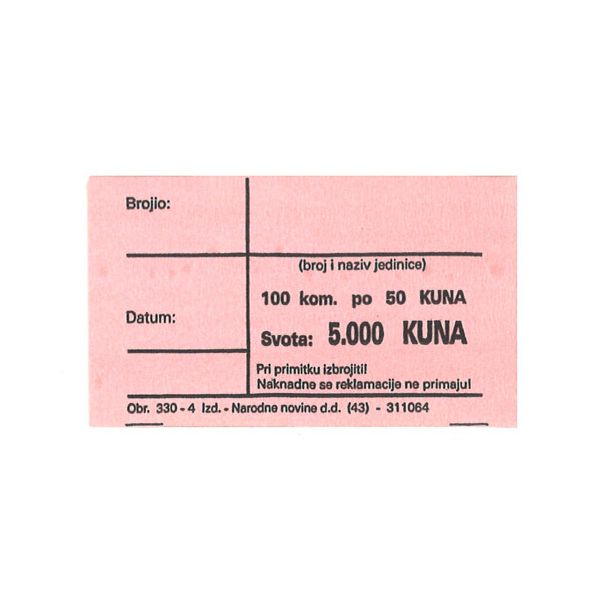 Brojio:
(broj i naziv jedinice)
100 kom. po 50 KUNA
Datum:
Svota: 5.000 KUNA
Pri primitku izbrojiti!
Naknadne se reklamacije ne primaju!
Obr. 330 - 4 Izd. - Narodne novine d.d. (43) - 311064